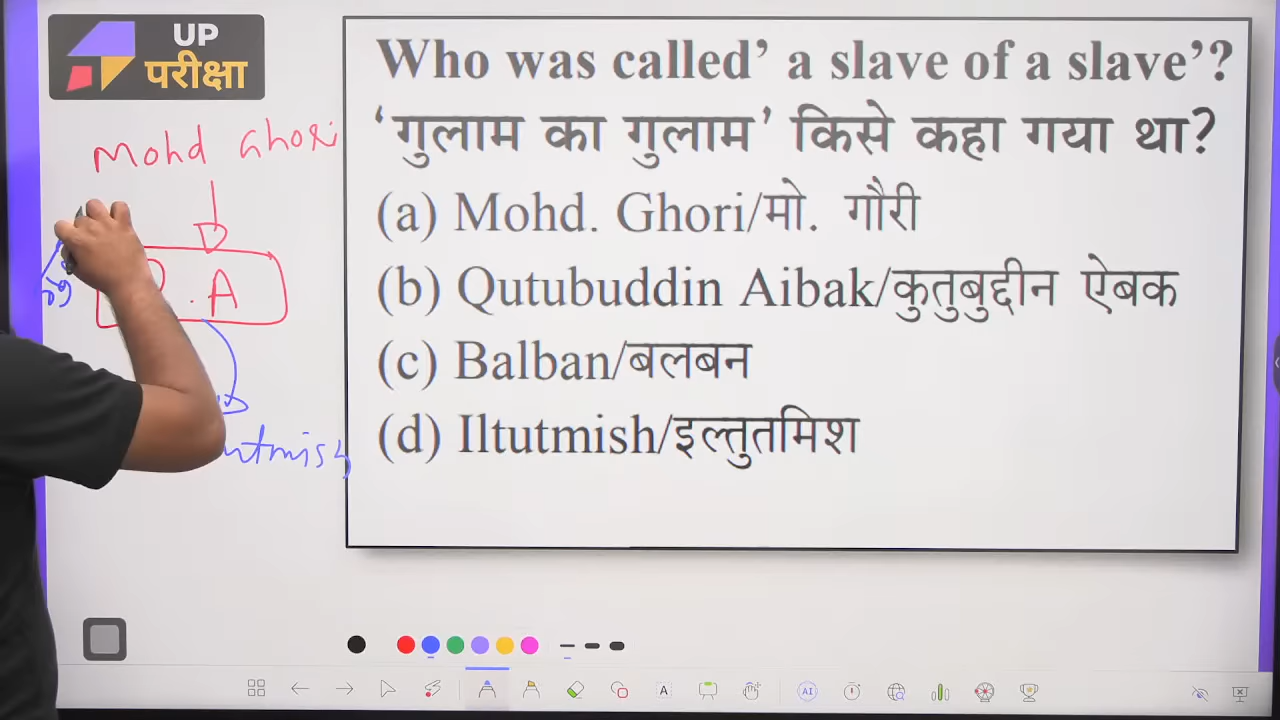 UP
परीक्षा
Mohd Ghori
. A
utmish
Who was called’ a slave of a slave’?
‘गुलाम का गुलाम’ किसे कहा गया था?
(a) Mohd. Ghori/मो. गौरी
(b) Qutubuddin Aibak/कुतुबुद्दीन ऐबक
(c) Balban/बलबन
(d) Iltutmish/इल्तुतमिश
A
AI